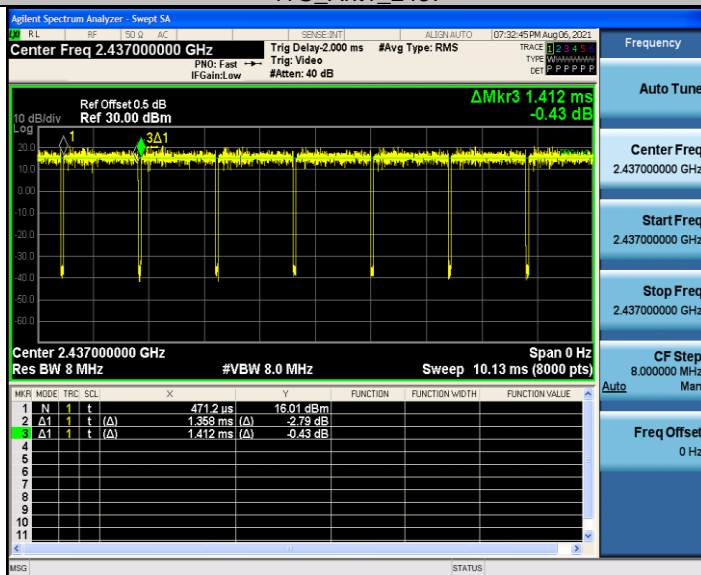 Agilent Spectrum Analyzer - Swept SA
LXI RL RF 50 Ω AC SENSE:INT ALIGN AUTO 07:32:45 PM Aug 06, 2021
Center Freq 2.437000000 GHz
PNO: Fast
IFGain:Low
Trig Delay-2.000 ms
Trig: Video
#Atten: 40 dB
#Avg Type: RMS
TRACE 1 2 3 4 5 6
TYPE WWWWWW
DET P P P P P P
Frequency
Auto Tune
Center Freq
2.437000000 GHz
Start Freq
2.437000000 GHz
Stop Freq
2.437000000 GHz
CF Step
8.000000 MHz
Auto Man
Freq Offset
0 Hz
Ref Offset 0.5 dB
10 dB/div Ref 30.00 dBm
ΔMkr3 1.412 ms
-0.43 dB
Log
20.0
10.0
0.00
-10.0
-20.0
-30.0
-40.0
-50.0
-60.0
1
3Δ1
Center 2.437000000 GHz Span 0 Hz
Res BW 8 MHz #VBW 8.0 MHz Sweep 10.13 ms (8000 pts)
MKR MODE TRC SCL X Y FUNCTION FUNCTION WIDTH FUNCTION VALUE
1 N 1 t 471.2 µs 16.01 dBm
2 Δ1 1 t (Δ) 1.358 ms (Δ) -2.79 dB
3 Δ1 1 t (Δ) 1.412 ms (Δ) -0.43 dB
4
5
6
7
8
9
10
11
MSG STATUS